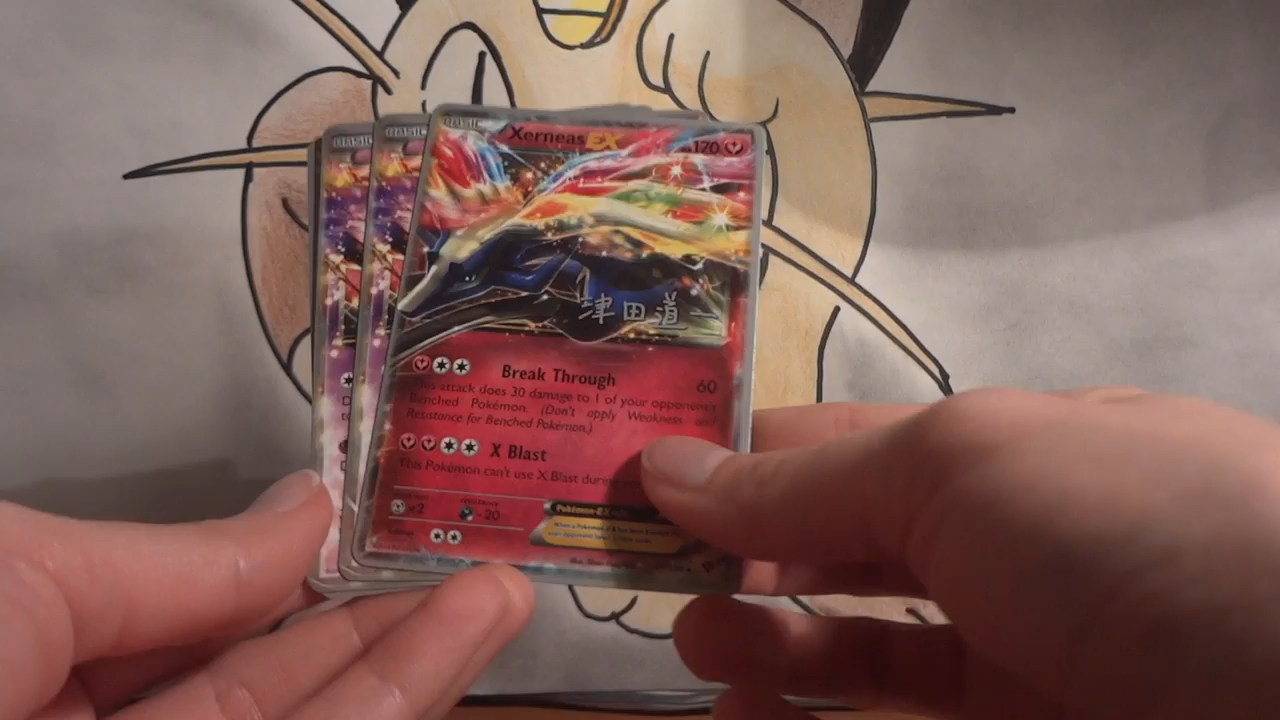 BASIC
BASIC
BASIC
Xerneas EX
170
津田道一
Break Through 60
This attack does 30 damage to 1 of your opponent's
Benched Pokémon. (Don't apply Weakness and
Resistance for Benched Pokémon.)
X Blast
This Pokémon can't use X Blast during
×2
-20
Pokémon-EX